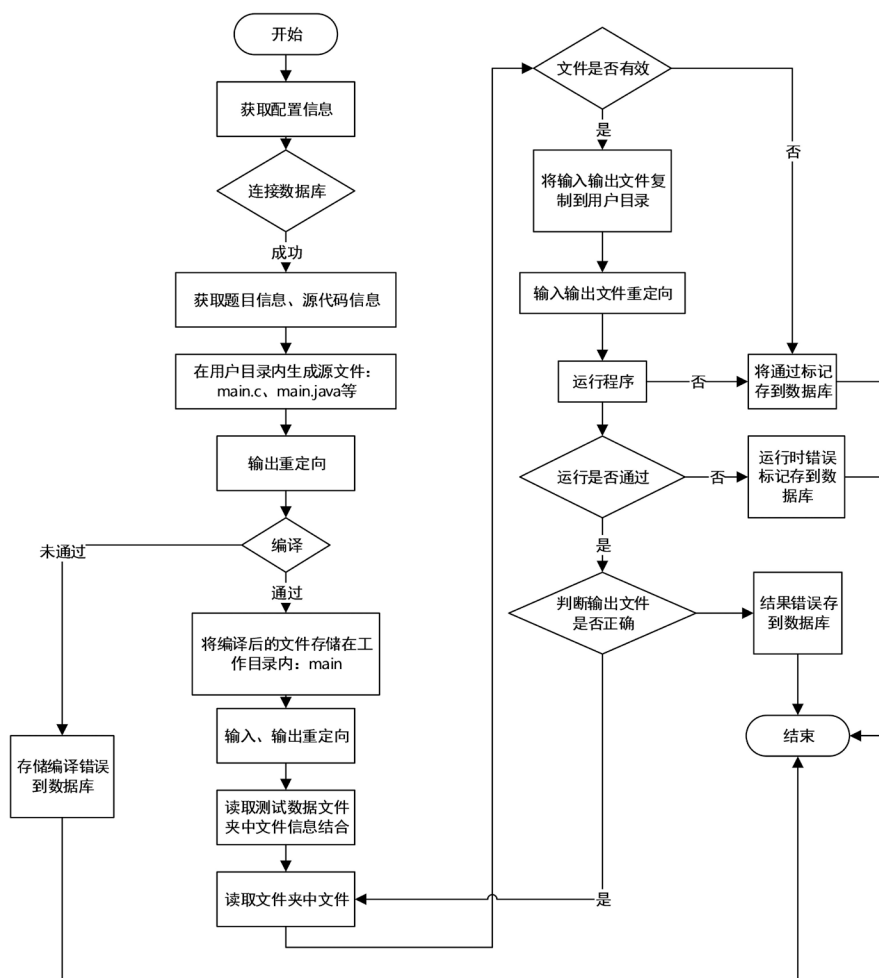 开始
获取配置信息
连接数据库
成功
获取题目信息、源代码信息
在用户目录内生成源文件：
main.c、main.java等
输出重定向
编译
未通过
通过
将编译后的文件存储在工
作目录内：main
输入、输出重定向
存储编译错误
到数据库
读取测试数据文件
夹中文件信息结合
读取文件夹中文件
文件是否有效
是
否
将输入输出文件复
制到用户目录
输入输出文件重定向
运行程序
否
将通过标记
存到数据库
运行是否通过
否
运行时错误
标记存到数
据库
是
判断输出文件
是否正确
结果错误存
到数据库
结束
是